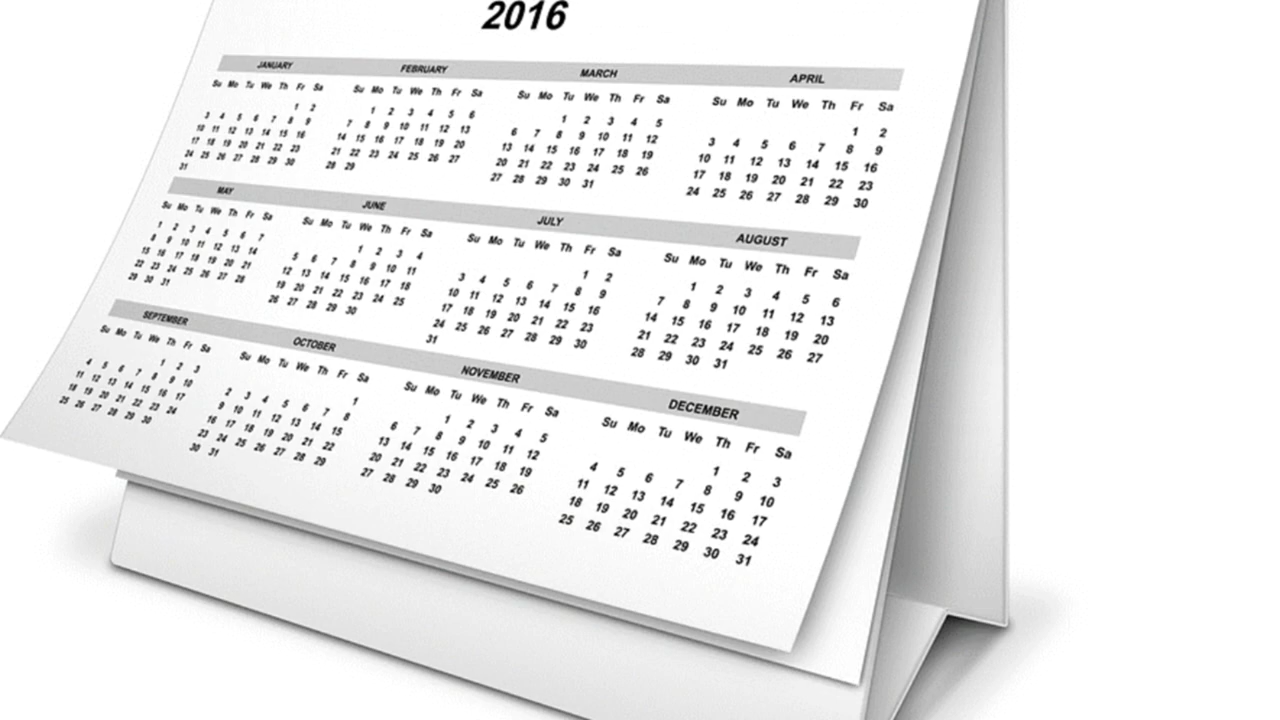 2016
JANUARY
Su Mo Tu We Th Fr Sa
1 2
3 4 5 6 7 8 9
10 11 12 13 14 15 16
17 18 19 20 21 22 23
24 25 26 27 28 29 30
31
FEBRUARY
Su Mo Tu We Th Fr Sa
1 2 3 4 5 6
7 8 9 10 11 12 13
14 15 16 17 18 19 20
21 22 23 24 25 26 27
28 29
MARCH
Su Mo Tu We Th Fr Sa
1 2 3 4 5
6 7 8 9 10 11 12
13 14 15 16 17 18 19
20 21 22 23 24 25 26
27 28 29 30 31
APRIL
Su Mo Tu We Th Fr Sa
1 2
3 4 5 6 7 8 9
10 11 12 13 14 15 16
17 18 19 20 21 22 23
24 25 26 27 28 29 30
MAY
Su Mo Tu We Th Fr Sa
1 2 3 4 5 6 7
8 9 10 11 12 13 14
15 16 17 18 19 20 21
22 23 24 25 26 27 28
29 30 31
JUNE
Su Mo Tu We Th Fr Sa
1 2 3 4
5 6 7 8 9 10 11
12 13 14 15 16 17 18
19 20 21 22 23 24 25
26 27 28 29 30
JULY
Su Mo Tu We Th Fr Sa
1 2
3 4 5 6 7 8 9
10 11 12 13 14 15 16
17 18 19 20 21 22 23
24 25 26 27 28 29 30
31
AUGUST
Su Mo Tu We Th Fr Sa
1 2 3 4 5 6
7 8 9 10 11 12 13
14 15 16 17 18 19 20
21 22 23 24 25 26 27
28 29 30 31
SEPTEMBER
Su Mo Tu We Th Fr Sa
1 2 3
4 5 6 7 8 9 10
11 12 13 14 15 16 17
18 19 20 21 22 23 24
25 26 27 28 29 30
OCTOBER
Su Mo Tu We Th Fr Sa
1
2 3 4 5 6 7 8
9 10 11 12 13 14 15
16 17 18 19 20 21 22
23 24 25 26 27 28 29
30 31
NOVEMBER
Su Mo Tu We Th Fr Sa
1 2 3 4 5
6 7 8 9 10 11 12
13 14 15 16 17 18 19
20 21 22 23 24 25 26
27 28 29 30
DECEMBER
Su Mo Tu We Th Fr Sa
1 2 3
4 5 6 7 8 9 10
11 12 13 14 15 16 17
18 19 20 21 22 23 24
25 26 27 28 29 30 31